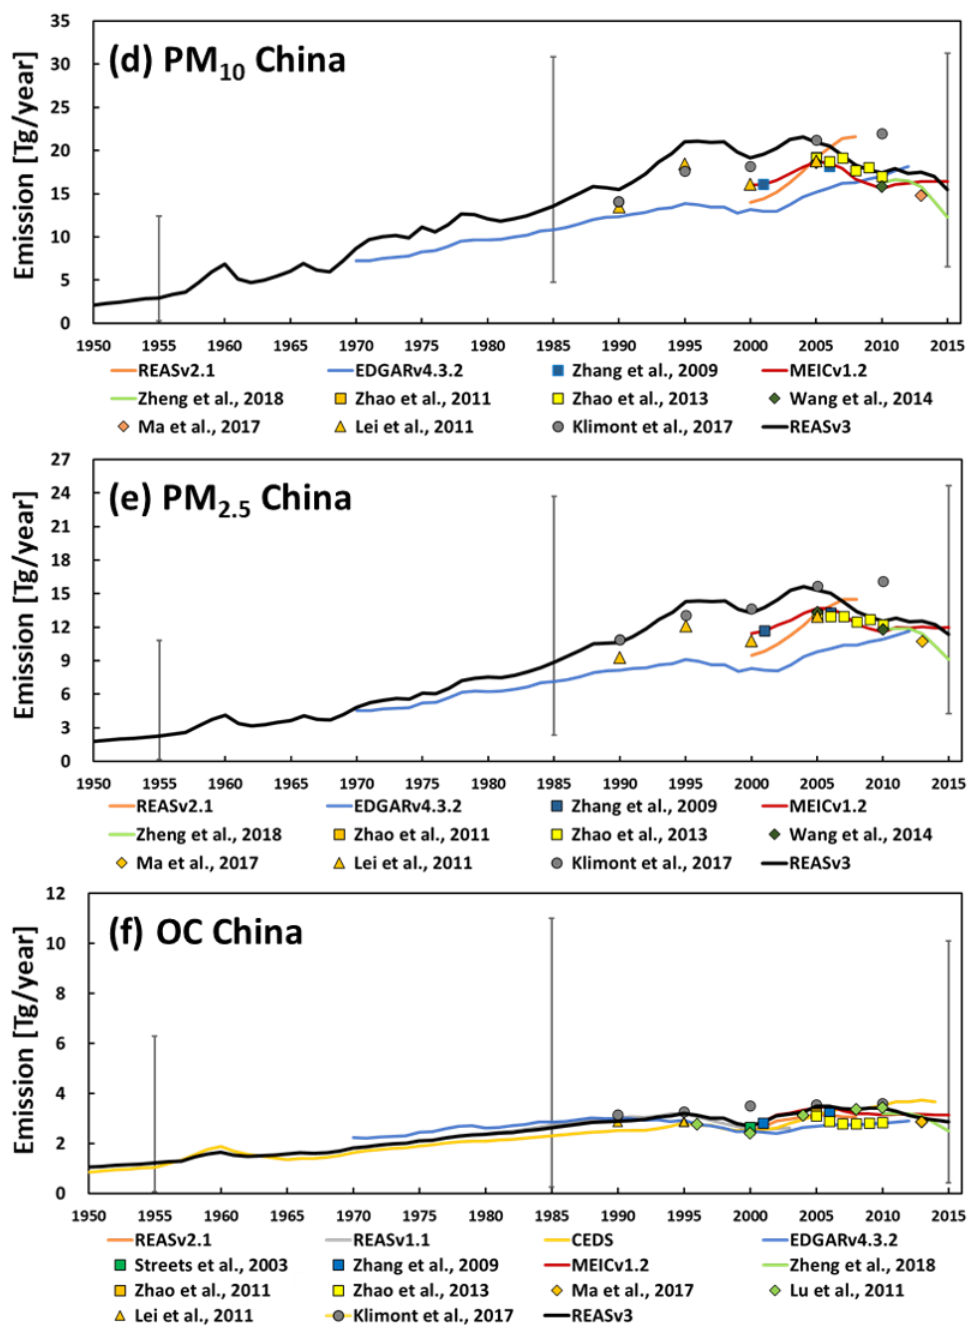 (d) PM10 China
Emission [Tg/year]
35
30
25
20
15
10
5
0
1950 1955 1960 1965 1970 1975 1980 1985 1990 1995 2000 2005 2010 2015
REASv2.1 EDGARv4.3.2 Zhang et al., 2009 MEICv1.2
Zheng et al., 2018 Zhao et al., 2011 Zhao et al., 2013 Wang et al., 2014
Ma et al., 2017 Lei et al., 2011 Klimont et al., 2017 REASv3
(e) PM2.5 China
Emission [Tg/year]
27
24
21
18
15
12
9
6
3
0
1950 1955 1960 1965 1970 1975 1980 1985 1990 1995 2000 2005 2010 2015
REASv2.1 EDGARv4.3.2 Zhang et al., 2009 MEICv1.2
Zheng et al., 2018 Zhao et al., 2011 Zhao et al., 2013 Wang et al., 2014
Ma et al., 2017 Lei et al., 2011 Klimont et al., 2017 REASv3
(f) OC China
Emission [Tg/year]
12
10
8
6
4
2
0
1950 1955 1960 1965 1970 1975 1980 1985 1990 1995 2000 2005 2010 2015
REASv2.1 REASv1.1 CEDS EDGARv4.3.2
Streets et al., 2003 Zhang et al., 2009 MEICv1.2 Zheng et al., 2018
Zhao et al., 2011 Zhao et al., 2013 Ma et al., 2017 Lu et al., 2011
Lei et al., 2011 Klimont et al., 2017 REASv3